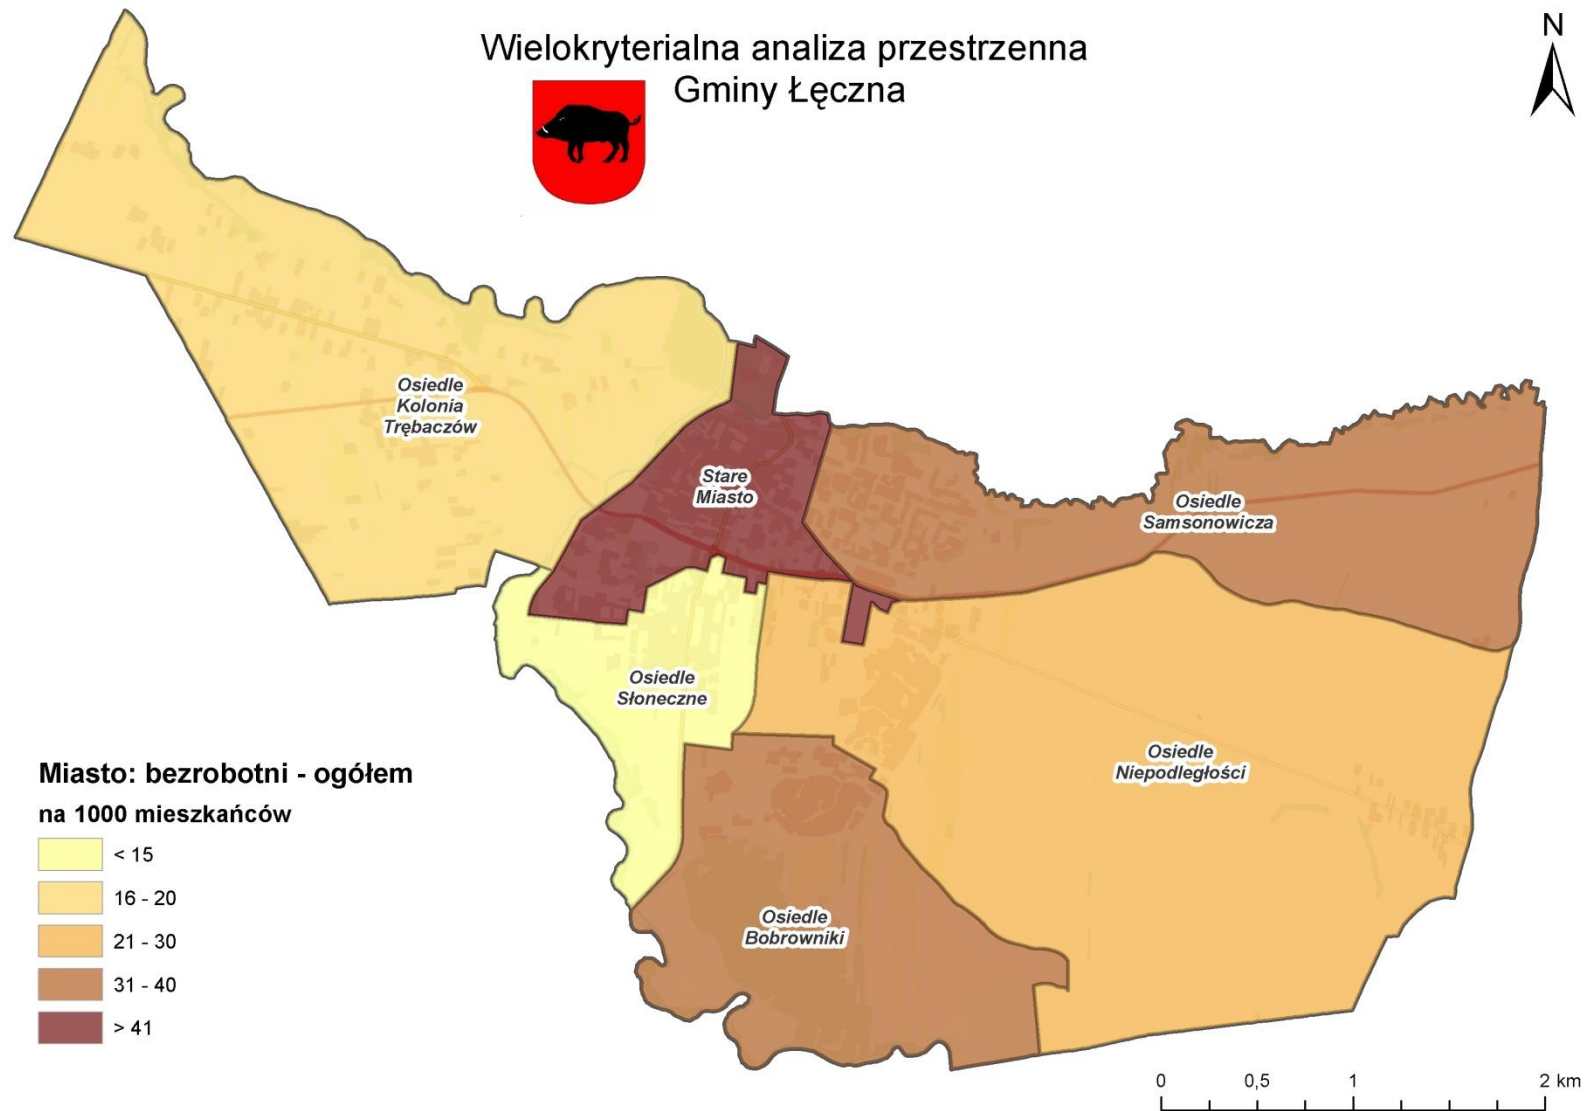 Wielokryterialna analiza przestrzenna
Gminy Łęczna
N
Osiedle
Kolonia
Trębaczów
Stare
Miasto
Osiedle
Samsonowicza
Osiedle
Słoneczne
Osiedle
Niepodległości
Osiedle
Bobrowniki
Miasto: bezrobotni - ogółem
na 1000 mieszkańców
< 15
16 - 20
21 - 30
31 - 40
> 41
0 0,5 1 2 km